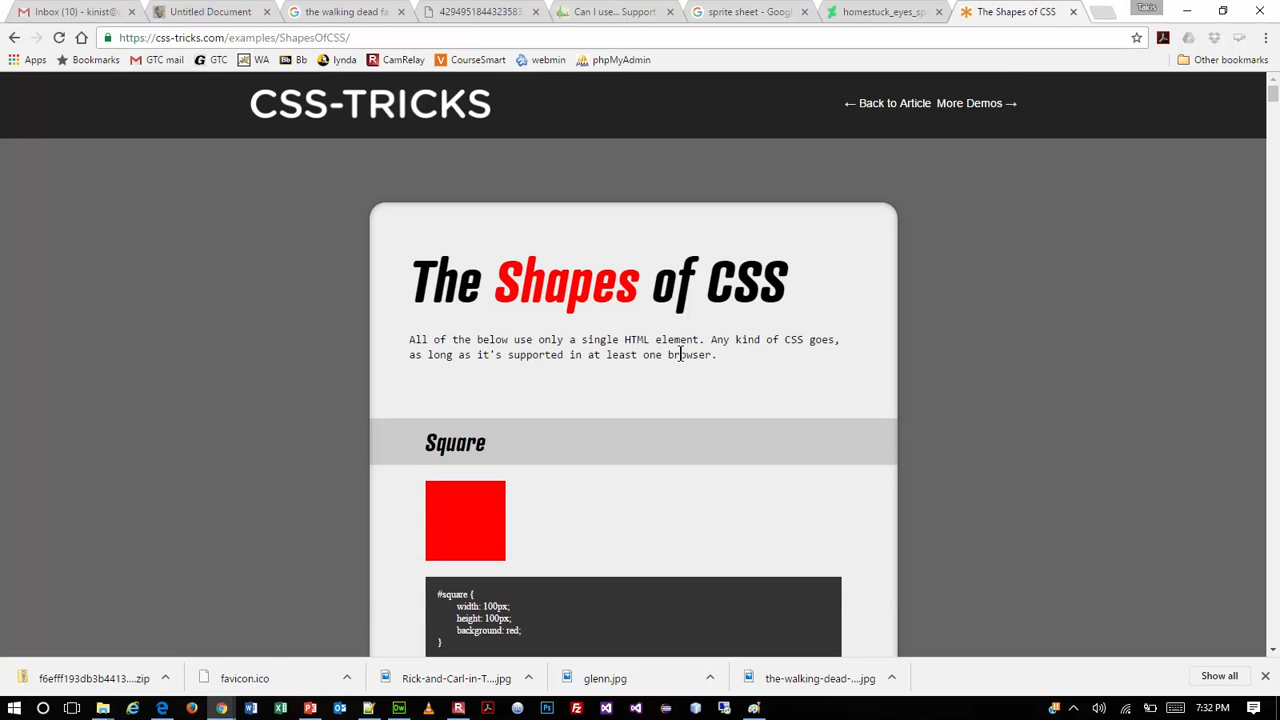 Inbox (10) - kinist@
Untitled Document
the walking dead fa
4294951844323583
Can I use... Support
sprite sheet - Googl
homestuck_eyes_sp
The Shapes of CSS
Takis
https://css-tricks.com/examples/ShapesOfCSS/
Apps
Bookmarks
GTC mail
GTC
WA
Bb
lynda
CamRelay
CourseSmart
webmin
phpMyAdmin
Other bookmarks
CSS-TRICKS
← Back to Article More Demos →
The Shapes of CSS
All of the below use only a single HTML element. Any kind of CSS goes,
as long as it's supported in at least one browser.
Square
#square {
width: 100px;
height: 100px;
background: red;
}
f6efff193db3b4413....zip
favicon.ico
Rick-and-Carl-in-T....jpg
glenn.jpg
the-walking-dead-....jpg
Show all
7:32 PM